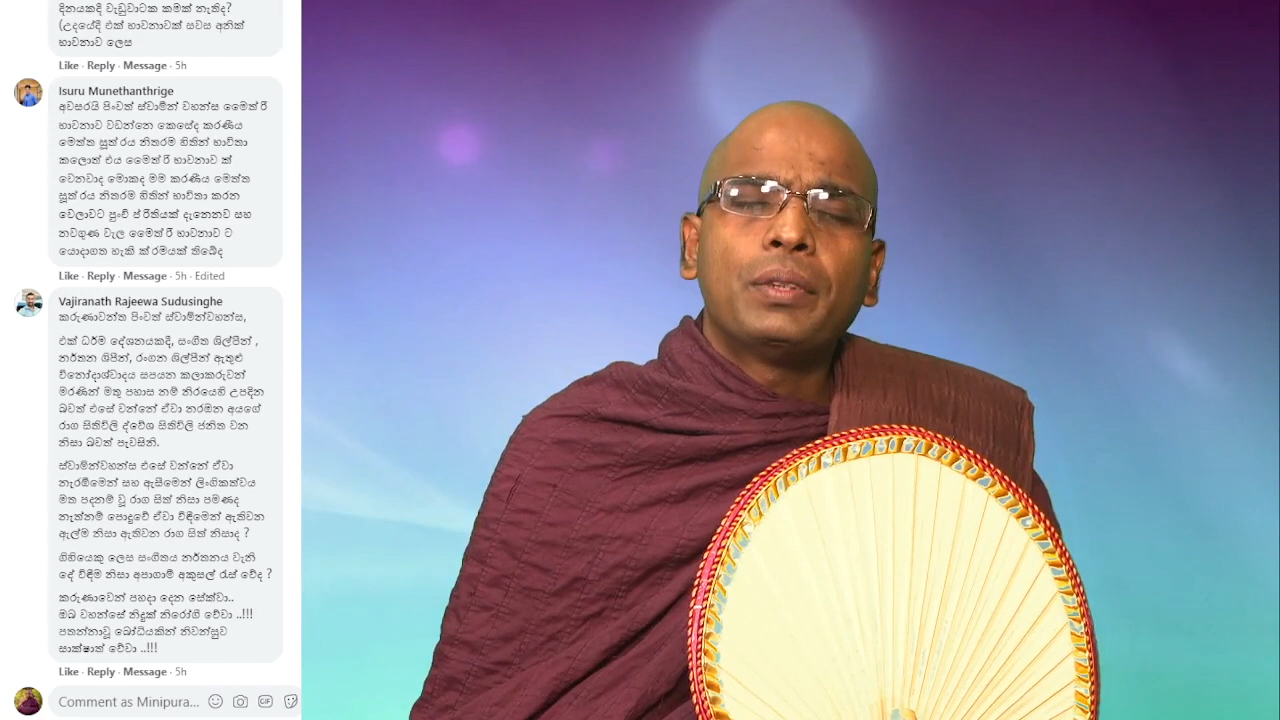 දිනයකදී වැඩුවාටක කමක් නැතිද?
(උදයේදී එක් භාවනාවක් සවස අනික්
භාවනාව ලෙස
Like · Reply · Message · 5h
Isuru Munethanthrige
අවසරයි පිංවත් ස්වාමීන් වහන්ස මෛත් රී
භාවනාව වඩන්නෙ කෙසේද කරණීය
මෙත්ත සූත් රය නිතරම හිතින් භාවිතා
කලොත් එය මෛත් රී භාවනාව ක්
වෙනවාද මොකද මම කරණීය මෙත්ත
සූත් රය නිතරම හිතින් භාවිතා කරන
වෙලාවට පුංචි ප් රීතියක් දැනෙනව සහ
නවගුණ වැල මෛත් රී භාවනාව ට
යොදාගත හැකි ක් රමයක් තිබේද
Like · Reply · Message · 5h · Edited
Vajiranath Rajeewa Sudusinghe
කරුණාවන්ත පිංවත් ස්වාමීන්වහන්ස,
එක් ධර්ම දේශනයකදී, සංගීත ශිල්පීන් ,
නර්තන ශිපීන්, රංගන ශිල්පීන් ඇතුළු
විනෝදාශ්වාදය සපයන කලාකරුවන්
මරණින් මතු පහාස නම් නිරයෙහි උපදින
බවත් එසේ වන්නේ ඒවා නරඹන අයගේ
රාග සිතිවිලි ද්වේශ සිතිවිලි ජනිත වන
නිසා බවත් පැවසිනි.
ස්වාමීන්වහන්ස එසේ වන්නේ ඒවා
නැරඹීමෙන් සහ ඇසීමෙන් ලිංගිකත්වය
මත පදනම් වූ රාග සිත් නිසා පමණද
නැත්නම් පොදුවේ ඒවා විඳීමෙන් ඇතිවන
ඇල්ම නිසා ඇතිවන රාග සිත් නිසාද ?
ගිහියෙකු ලෙස සංගීතය නර්තනය වැනි
දේ විඳීම නිසා අපාගාමී අකුසල් රැස් වේද ?
කරුණාවෙන් පහදා දෙන සේක්වා..
ඔබ වහන්සේ නිදුක් නිරෝගී වේවා ..!!!
පතන්නාවූ බෝධියකින් නිවන්සුව
සාක්ෂාත් වේවා ..!!!
Like · Reply · Message · 5h
Comment as Minipura...
GIF